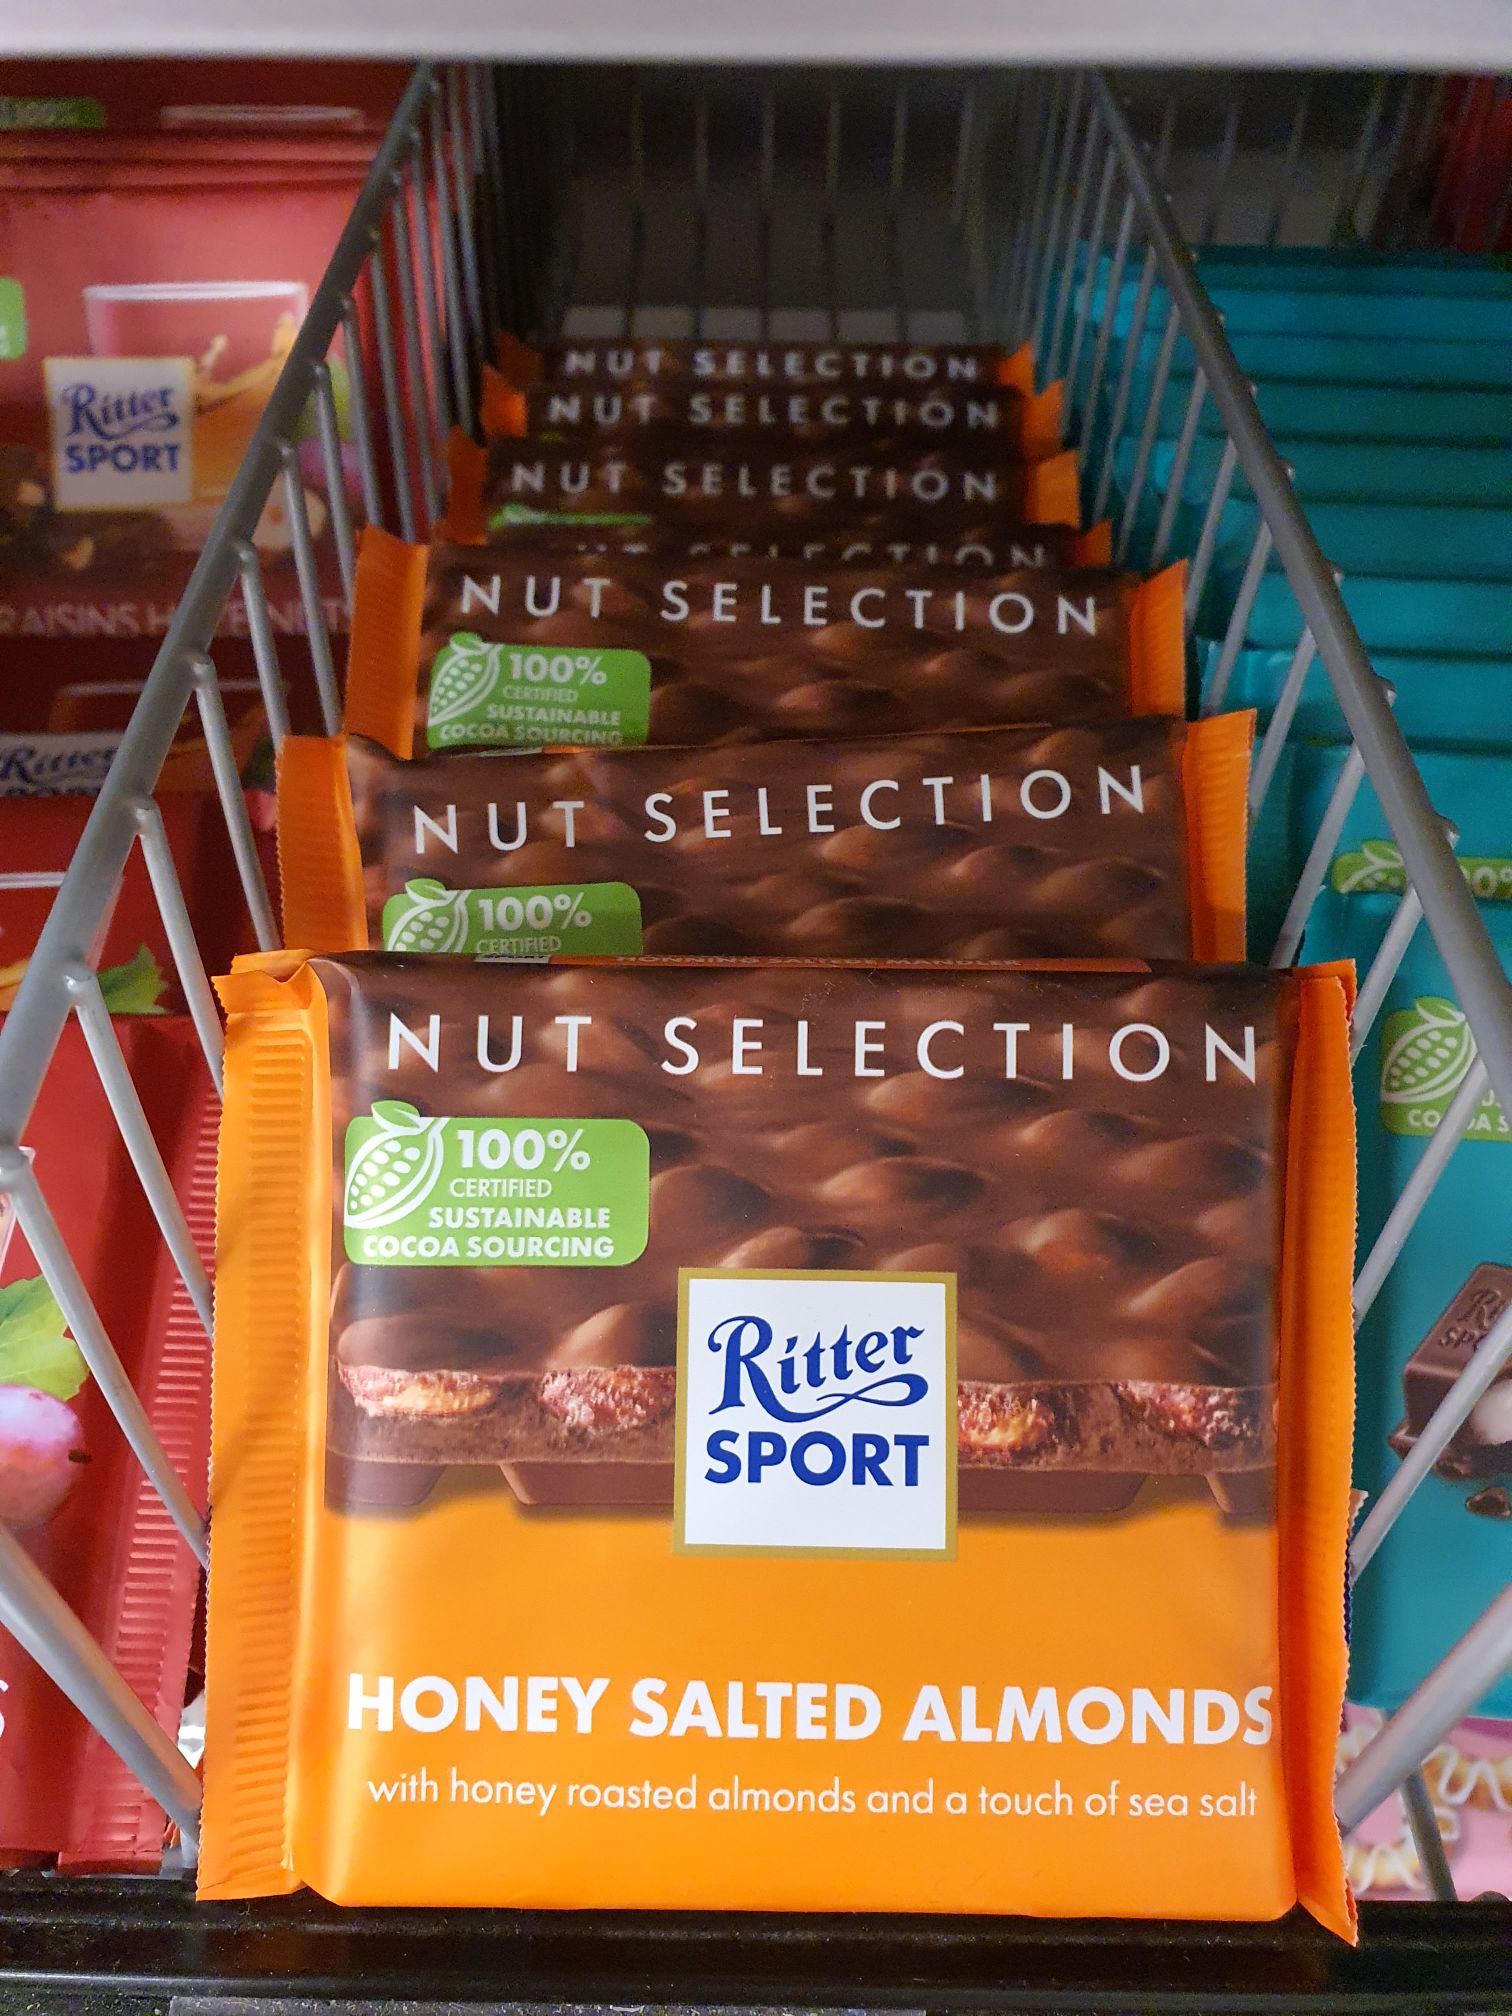 Ritter
SPORT
RAISINS HAZELNUTS
Ritter
NUT SELECTION
NUT SELECTION
NUT SELECTION
NUT SELECTION
100%
CERTIFIED
SUSTAINABLE
COCOA SOURCING
NUT SELECTION
100%
CERTIFIED
NUT SELECTION
100%
CERTIFIED
SUSTAINABLE
COCOA SOURCING
Ritter
SPORT
HONEY SALTED ALMONDS
with honey roasted almonds and a touch of sea salt